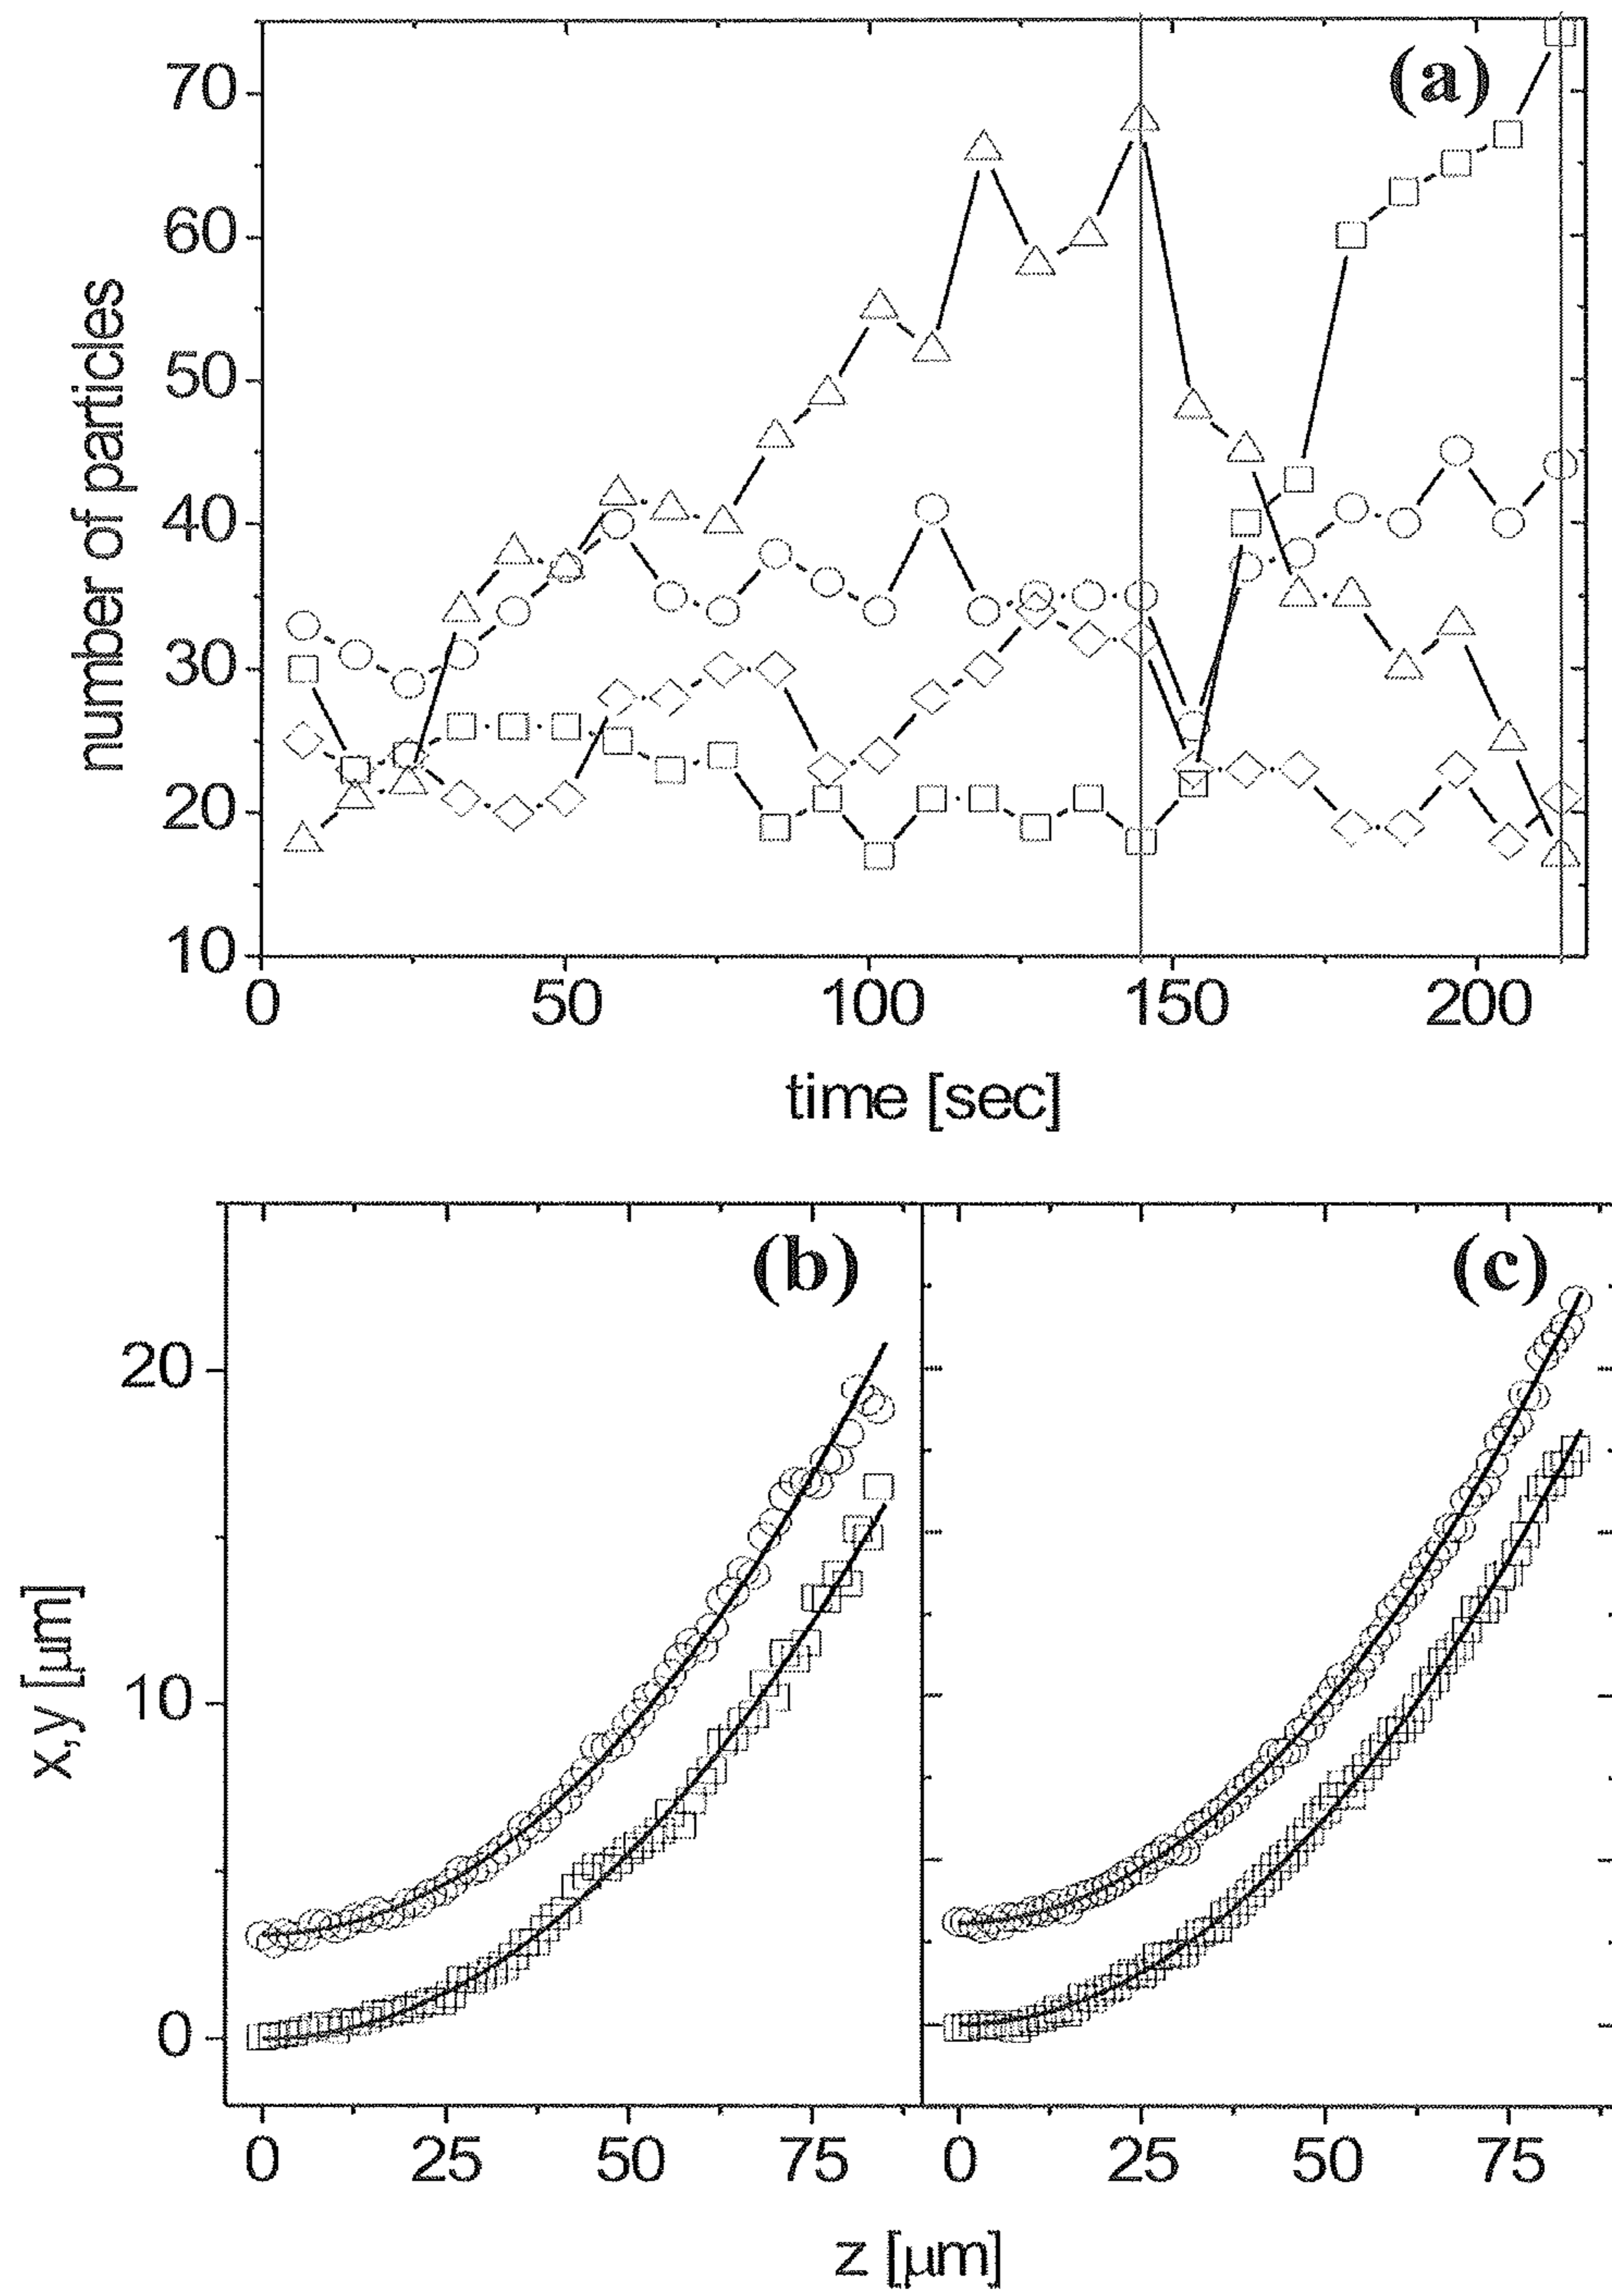 (a)
70
60
50
40
30
20
10
number of particles
0 50 100 150 200
time [sec]
(b) (c)
20
10
0
x,y [μm]
0 25 50 75 0 25 50 75
z [μm]